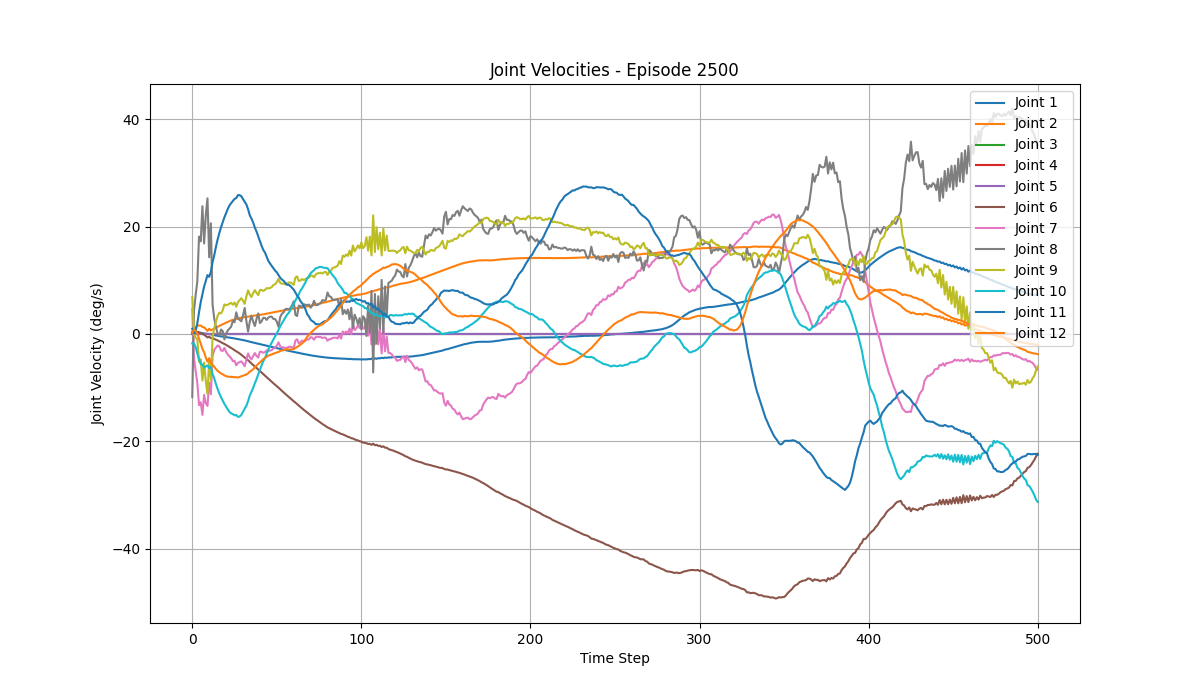 Joint Velocities - Episode 2500
Joint Velocity (deg/s)
40
20
0
−20
−40
0
100
200
300
400
500
Time Step
Joint 1
Joint 2
Joint 3
Joint 4
Joint 5
Joint 6
Joint 7
Joint 8
Joint 9
Joint 10
Joint 11
Joint 12